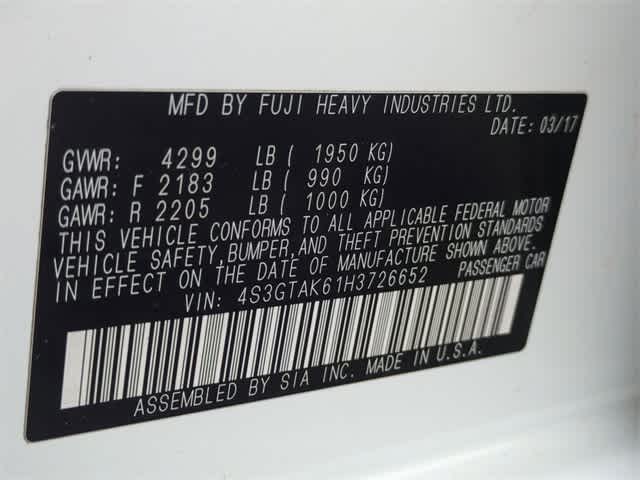 MFD BY FUJI HEAVY INDUSTRIES LTD.
DATE: 03/17
GVWR: 4299 LB ( 1950 KG)
GAWR: F 2183 LB ( 990 KG)
GAWR: R 2205 LB ( 1000 KG)
THIS VEHICLE CONFORMS TO ALL APPLICABLE FEDERAL MOTOR
VEHICLE SAFETY, BUMPER, AND THEFT PREVENTION STANDARDS
IN EFFECT ON THE DATE OF MANUFACTURE SHOWN ABOVE.
VIN: 4S3GTAK61H3726652 PASSENGER CAR
ASSEMBLED BY SIA INC. MADE IN U.S.A.